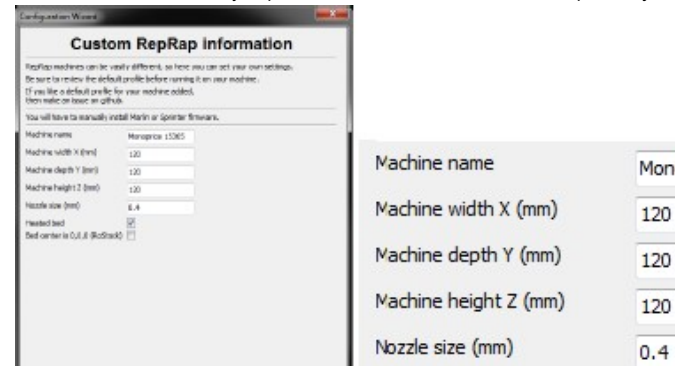 Configuration Wizard
Custom RepRap information
RepRap machines can be vastly different, so here you can set your own settings.
Be sure to review the default profile before running it on your machine.
If you like a default profile for your machine added,
then make an issue on github.
You will have to manually install Marlin or Sprinter firmware.
Machine name Monoprice 15365
Machine width X (mm) 120
Machine depth Y (mm) 120
Machine height Z (mm) 120
Nozzle size (mm) 0.4
Heated bed
Bed center is 0,0,0 (RoStock)
Machine name Mon
Machine width X (mm) 120
Machine depth Y (mm) 120
Machine height Z (mm) 120
Nozzle size (mm) 0.4